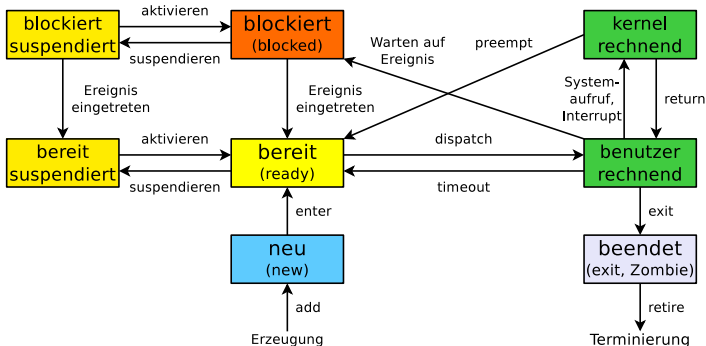 blockiert
suspendiert
aktivieren
suspendieren
blockiert
(blocked)
Warten auf
Ereignis
preempt
kernel
rechnend
Ereignis
eingetreten
Ereignis
eingetreten
System-
aufruf,
Interrupt
return
bereit
suspendiert
aktivieren
suspendieren
bereit
(ready)
dispatch
timeout
benutzer
rechnend
enter
exit
neu
(new)
beendet
(exit, Zombie)
add
retire
Erzeugung
Terminierung